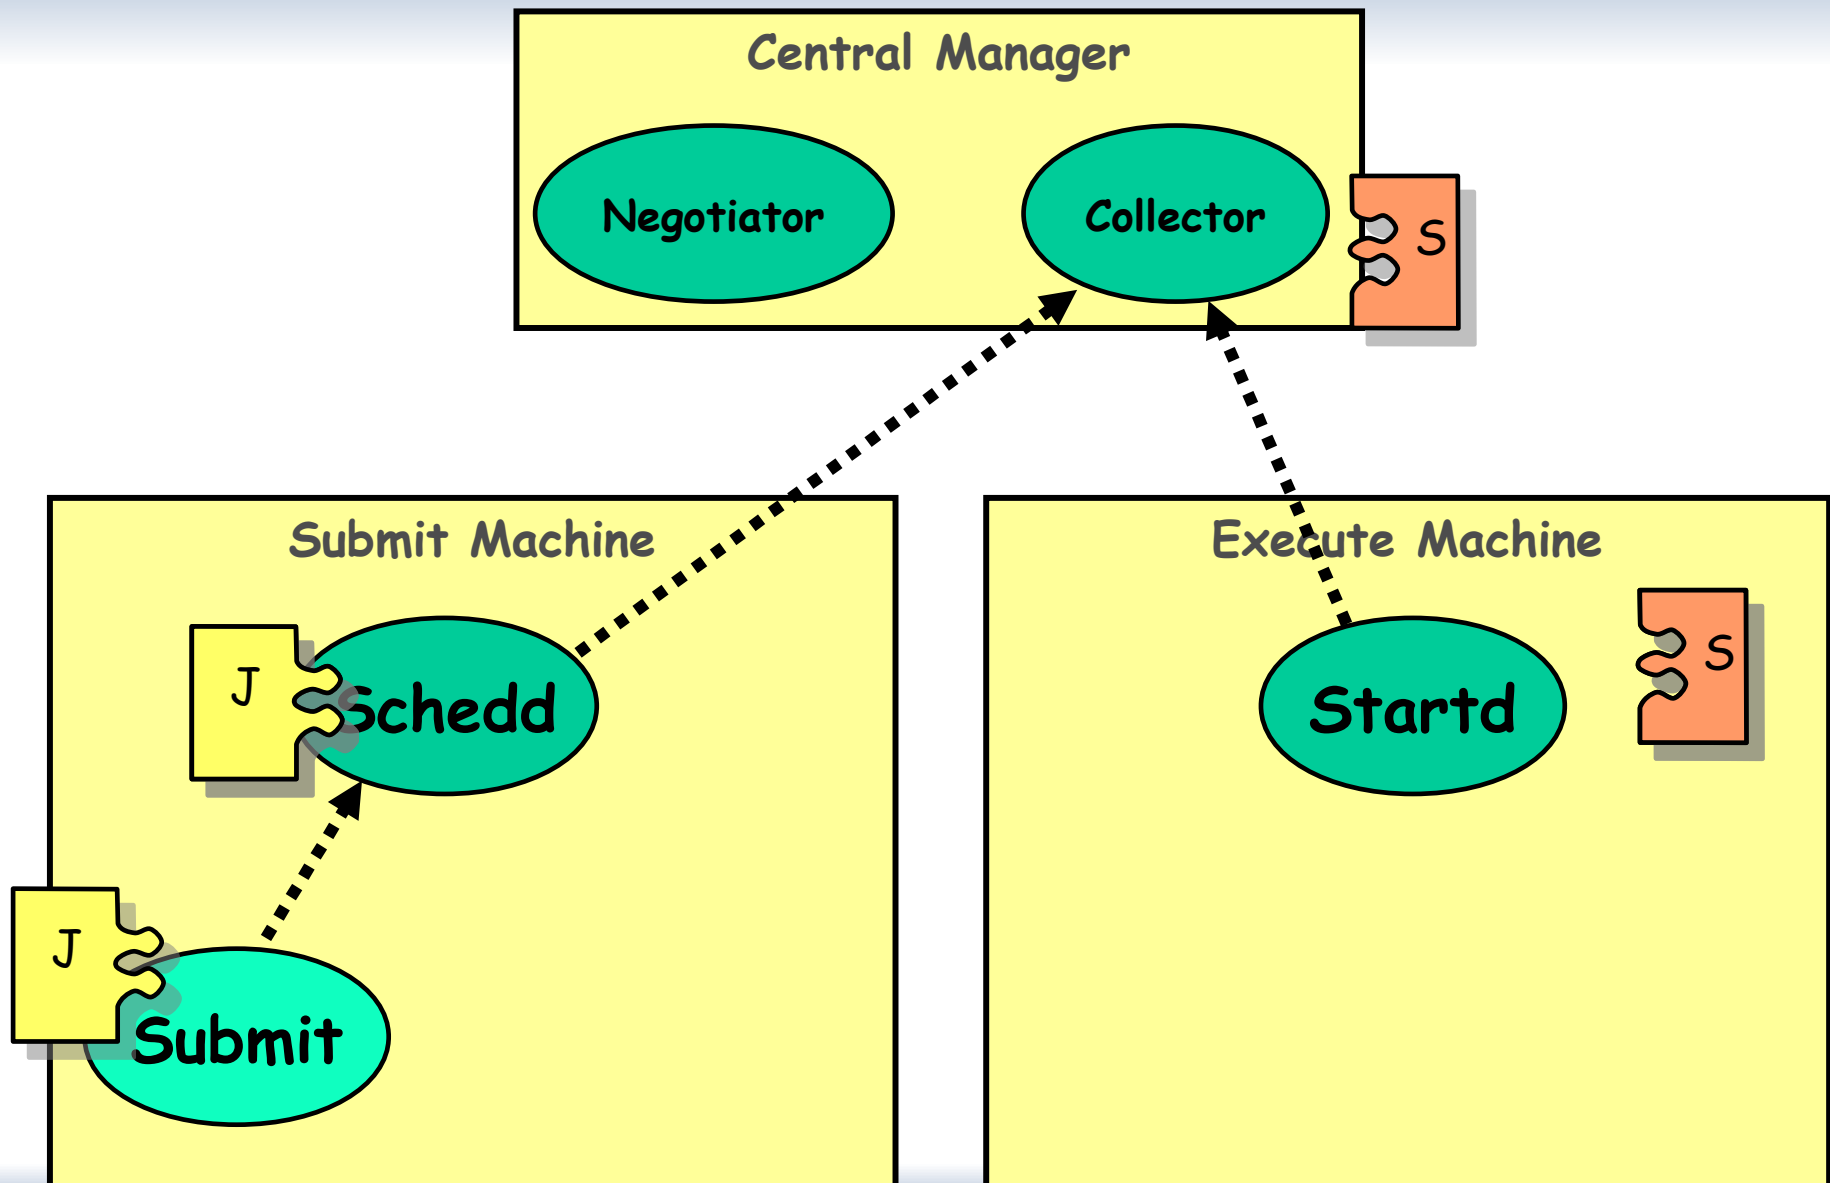 Central Manager
Negotiator
Collector
S
Submit Machine
Execute Machine
J
Schedd
Startd
S
J
Submit